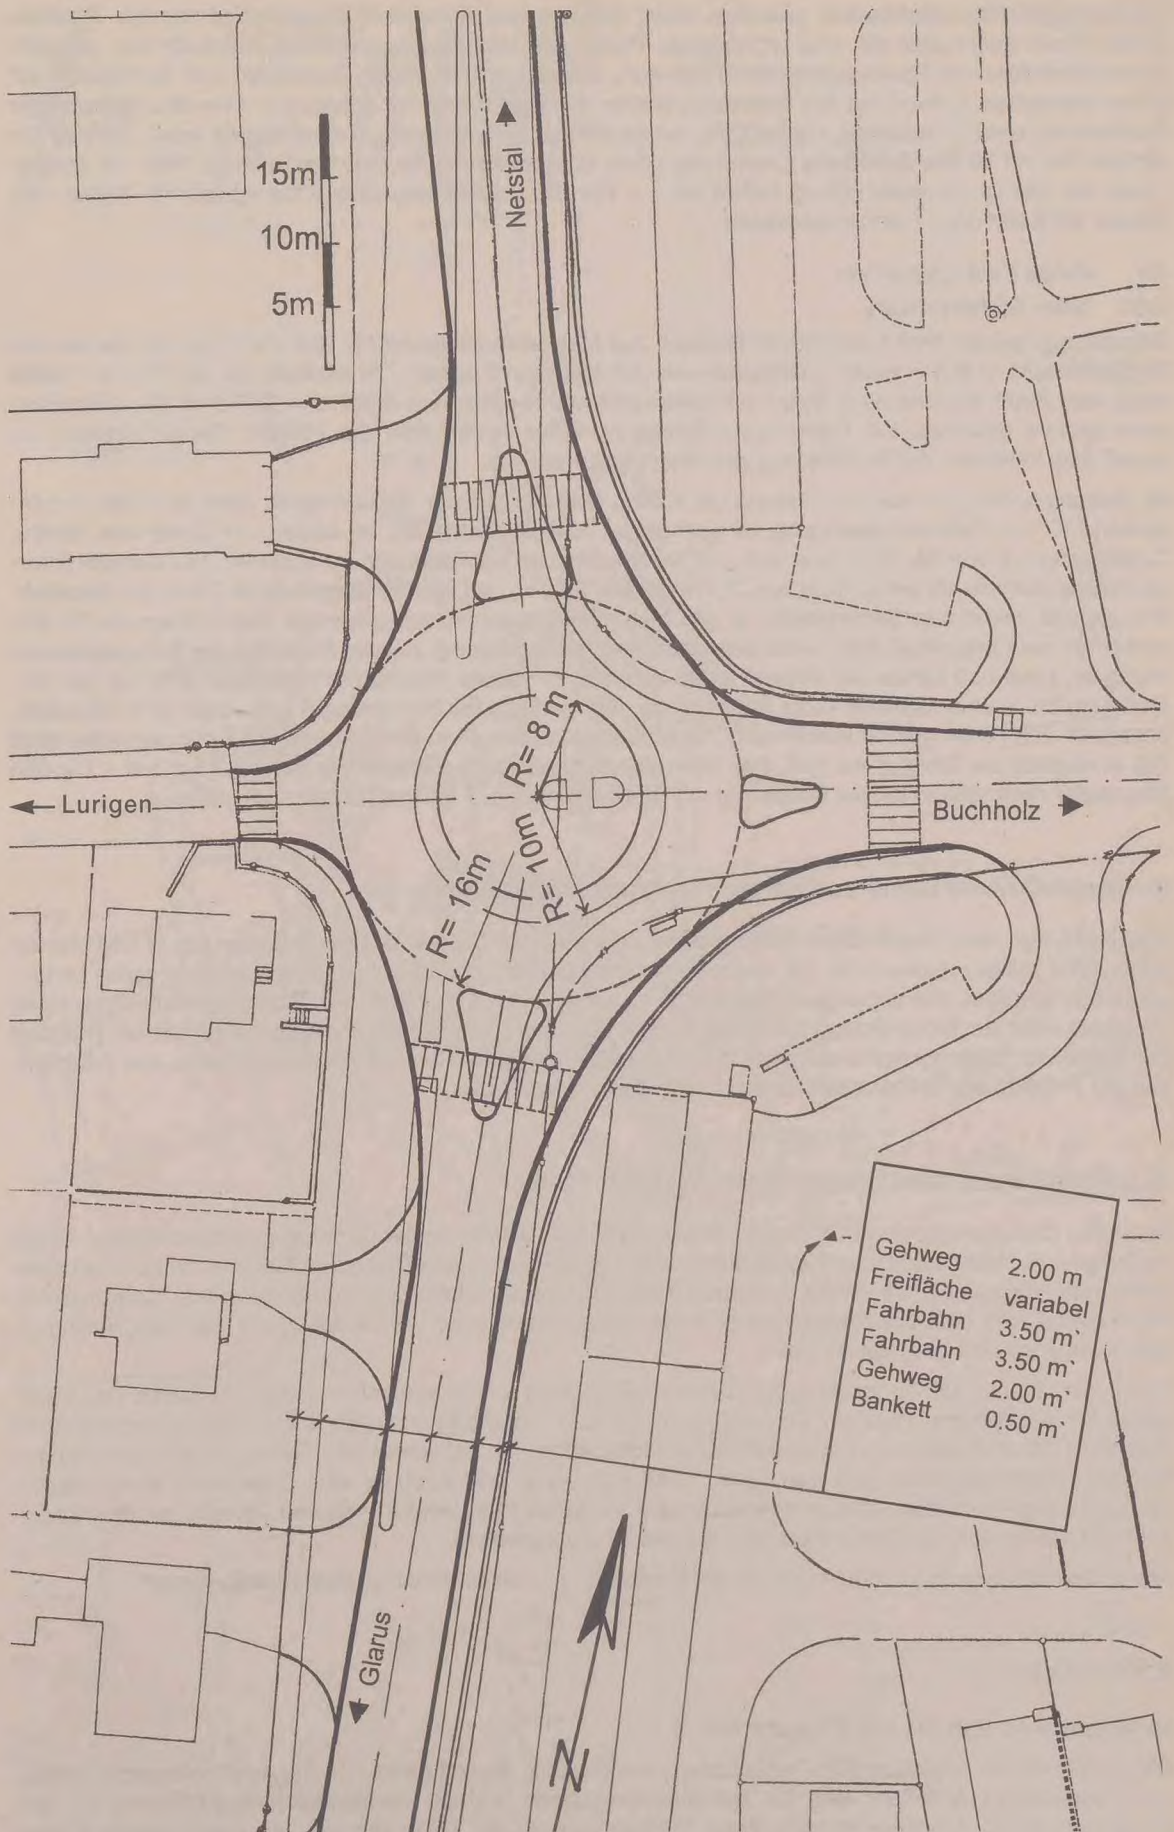 Netstal
15m
10m
5m
R= 8 m
Lurigen
Buchholz
R= 16m
R= 10m
Gehweg 2.00 m
Freifläche variabel
Fahrbahn 3.50 m`
Fahrbahn 3.50 m`
Gehweg 2.00 m`
Bankett 0.50 m`
Glarus
N